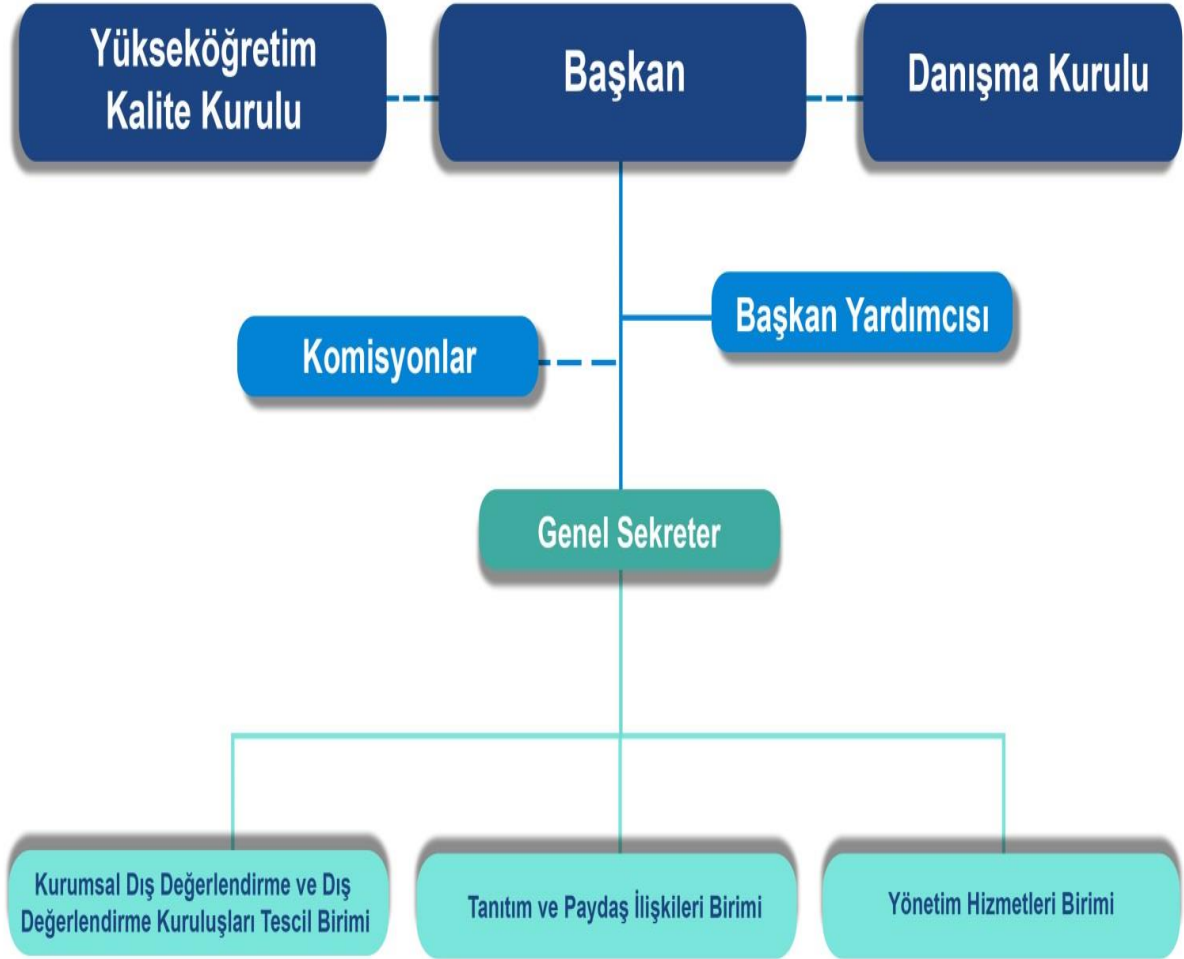 Yükseköğretim
Kalite Kurulu
Başkan
Danışma Kurulu
Başkan Yardımcısı
Komisyonlar
Genel Sekreter
Kurumsal Dış Değerlendirme ve Dış
Değerlendirme Kuruluşları Tescil Birimi
Tanıtım ve Paydaş İlişkileri Birimi
Yönetim Hizmetleri Birimi